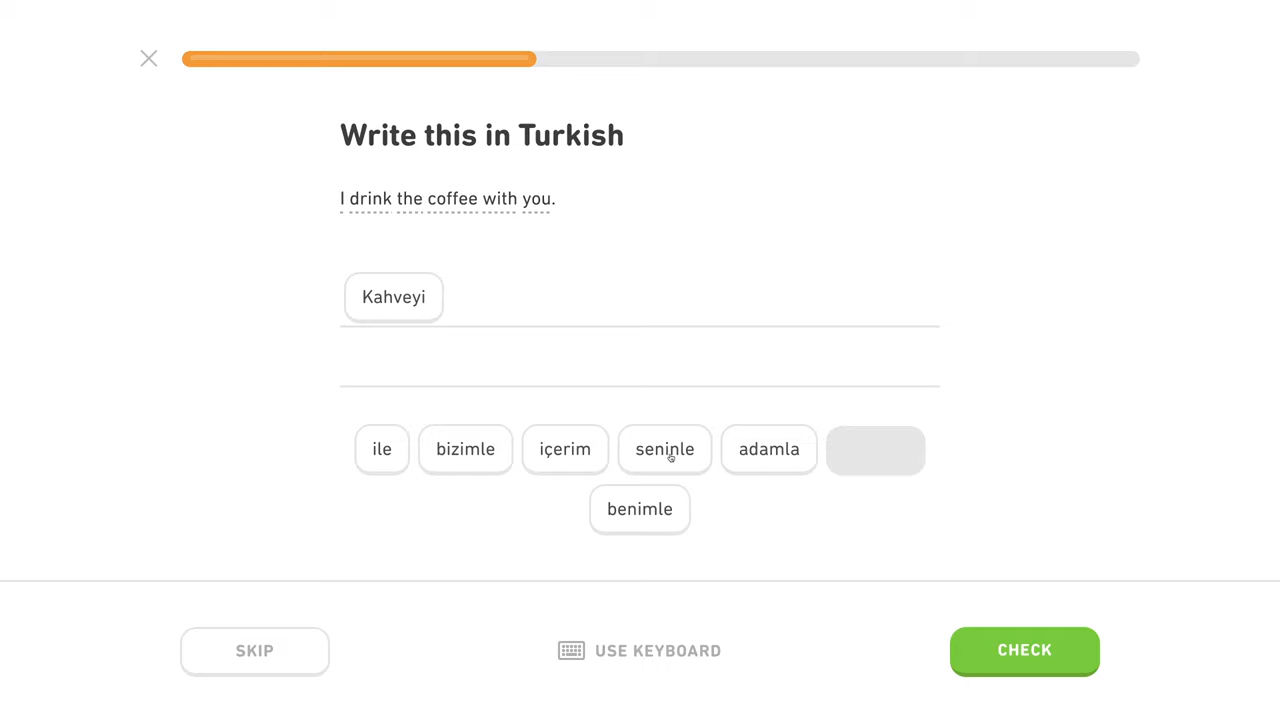 Write this in Turkish
I drink the coffee with you.
Kahveyi
ile bizimle içerim seninle adamla
benimle
SKIP USE KEYBOARD CHECK